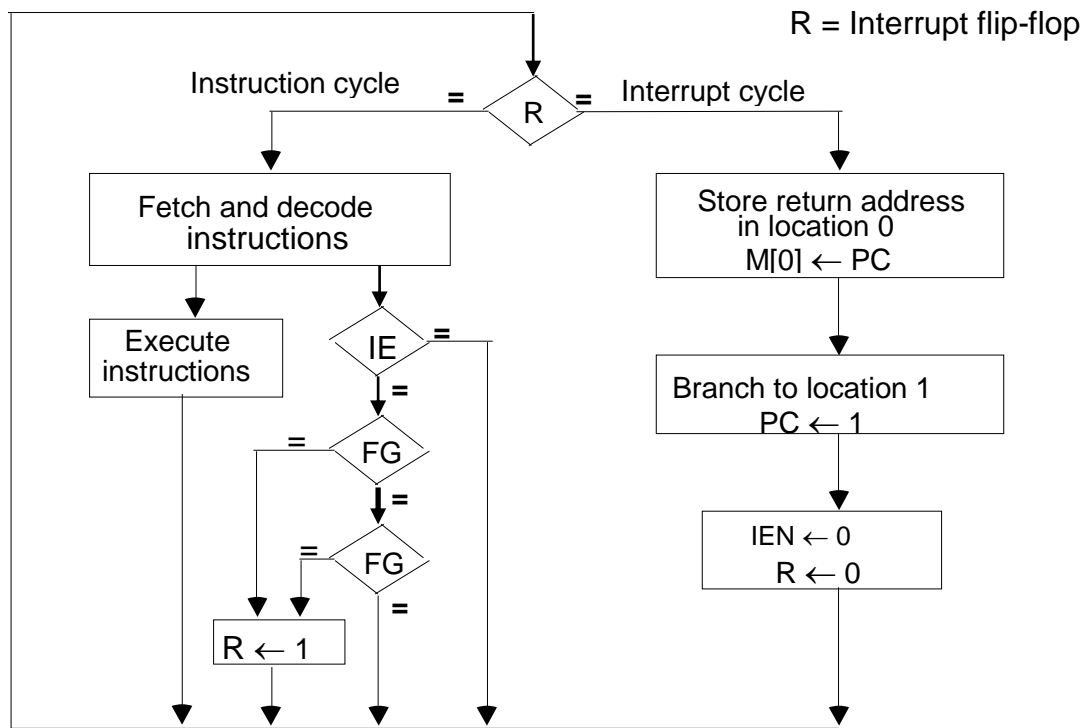 R = Interrupt flip-flop
Instruction cycle
=
R
=
Interrupt cycle
Fetch and decode
instructions
Store return address
in location 0
M[0] ← PC
Execute
instructions
IE
=
=
Branch to location 1
PC ← 1
=
FG
=
=
FG
=
IEN ← 0
R ← 0
R ← 1